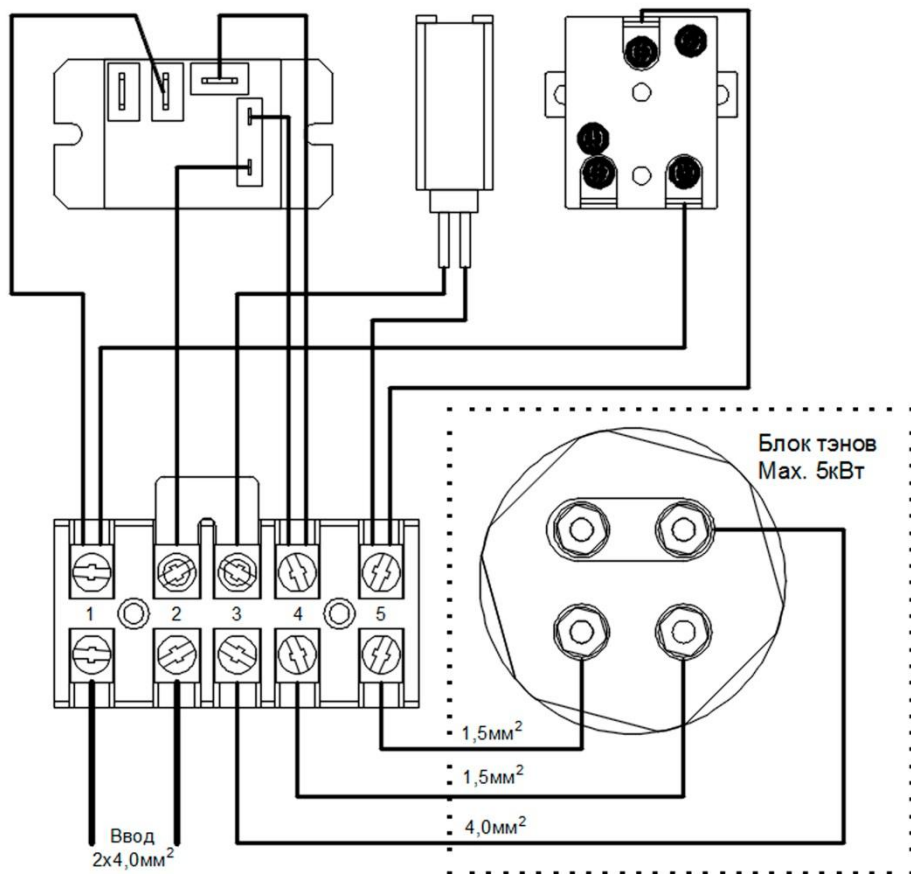 Блок тэнов
Max. 5кВт
1 2 3 4 5
1,5мм²
1,5мм²
4,0мм²
Ввод
2х4,0мм²